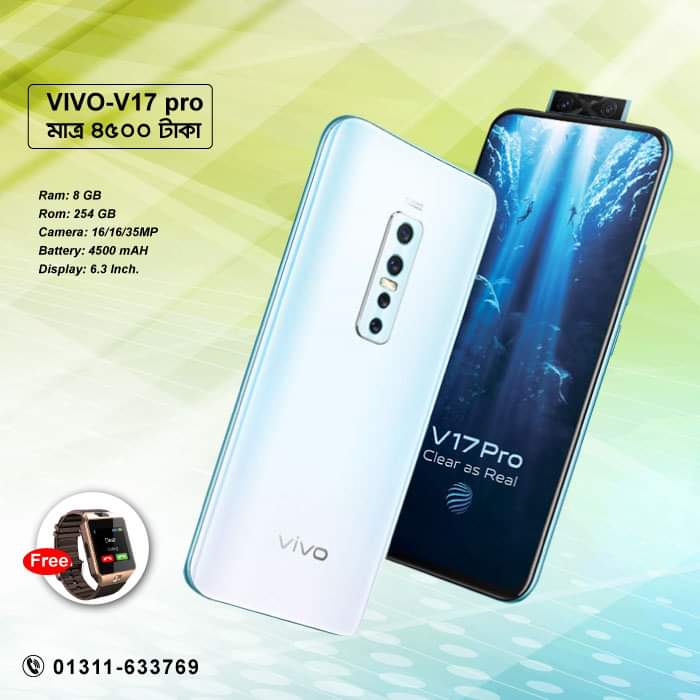 VIVO-V17 pro
মাত্র ৪৫০০ টাকা
Ram: 8 GB
Rom: 254 GB
Camera: 16/16/35MP
Battery: 4500 mAH
Display: 6.3 Inch.
V17Pro
Clear as Real
vivo
Free
01311-633769